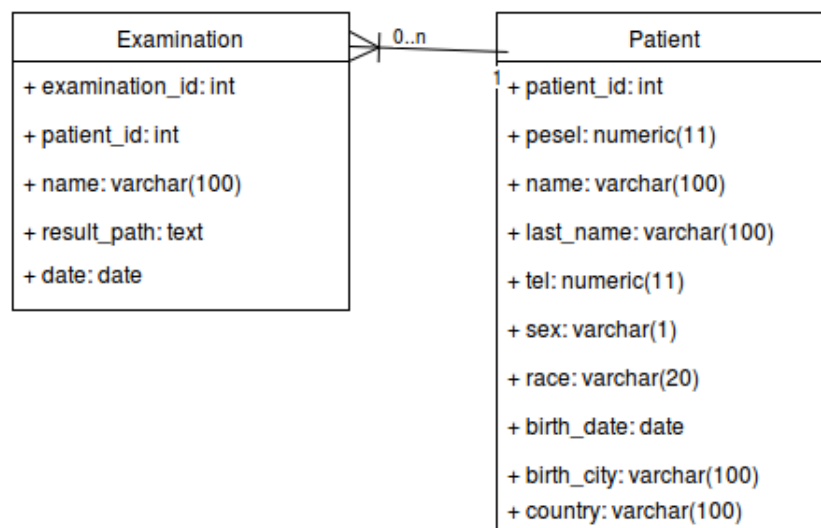 Examination
+ examination_id: int
+ patient_id: int
+ name: varchar(100)
+ result_path: text
+ date: date
0..n
1
Patient
+ patient_id: int
+ pesel: numeric(11)
+ name: varchar(100)
+ last_name: varchar(100)
+ tel: numeric(11)
+ sex: varchar(1)
+ race: varchar(20)
+ birth_date: date
+ birth_city: varchar(100)
+ country: varchar(100)